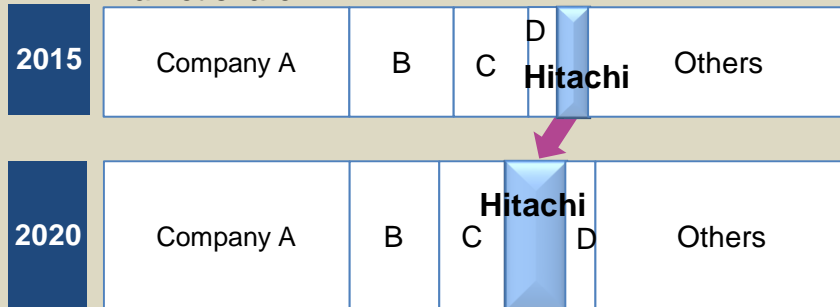 2015
Company A
B
C
D
Hitachi
Others
2020
Company A
B
C
Hitachi
D
Others